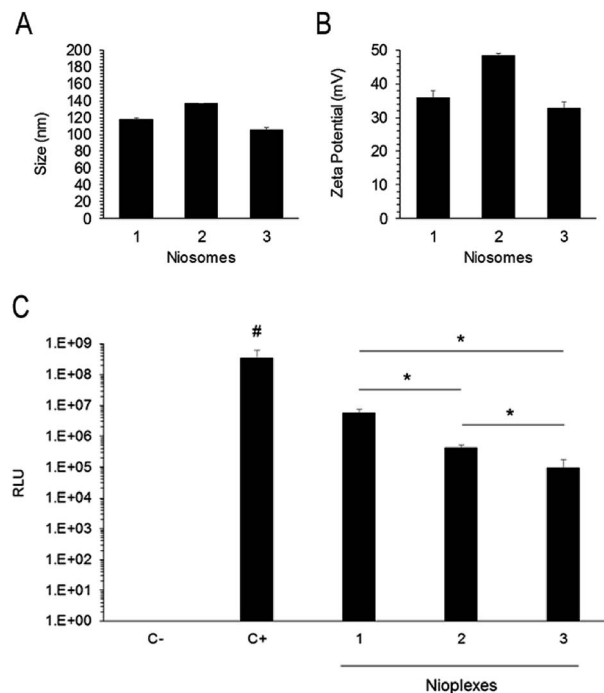 A
200
180
160
140
120
100
80
60
40
20
0
Size (nm)
1 2 3
Niosomes
B
50
40
30
20
10
0
Zeta Potential (mV)
1 2 3
Niosomes
C
1.E+09
1.E+08
1.E+07
1.E+06
1.E+05
1.E+04
1.E+03
1.E+02
1.E+01
1.E+00
RLU
#
*
*
*
C- C+ 1 2 3
Nioplexes